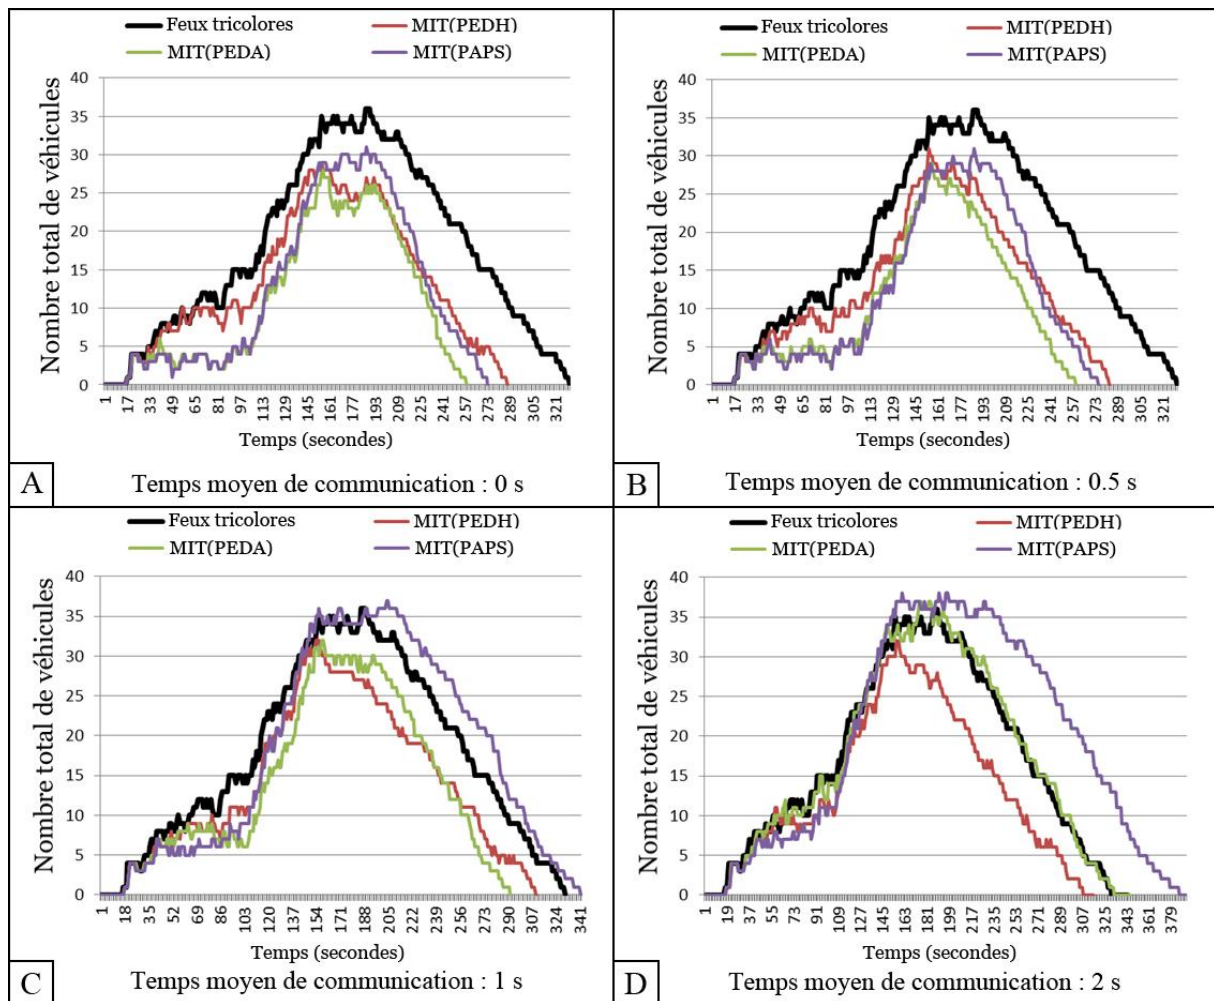 Feux tricolores MIT(PEDH)
MIT(PEDA) MIT(PAPS)
Nombre total de véhicules
40
35
30
25
20
15
10
5
0
1 17 33 49 65 81 97 113 129 145 161 177 193 209 225 241 257 273 289 305 321
Temps (secondes)
A Temps moyen de communication : 0 s
Feux tricolores MIT(PEDH)
MIT(PEDA) MIT(PAPS)
Nombre total de véhicules
40
35
30
25
20
15
10
5
0
1 17 33 49 65 81 97 113 129 145 161 177 193 209 225 241 257 273 289 305 321
Temps (secondes)
B Temps moyen de communication : 0.5 s
Feux tricolores MIT(PEDH)
MIT(PEDA) MIT(PAPS)
Nombre total de véhicules
40
35
30
25
20
15
10
5
0
1 18 35 52 69 86 103 120 137 154 171 188 205 222 239 256 273 290 307 324 341
Temps (secondes)
C Temps moyen de communication : 1 s
Feux tricolores MIT(PEDH)
MIT(PEDA) MIT(PAPS)
Nombre total de véhicules
40
35
30
25
20
15
10
5
0
1 19 37 55 73 91 109 127 145 163 181 199 217 235 253 271 289 307 325 343 361 379
Temps (secondes)
D Temps moyen de communication : 2 s